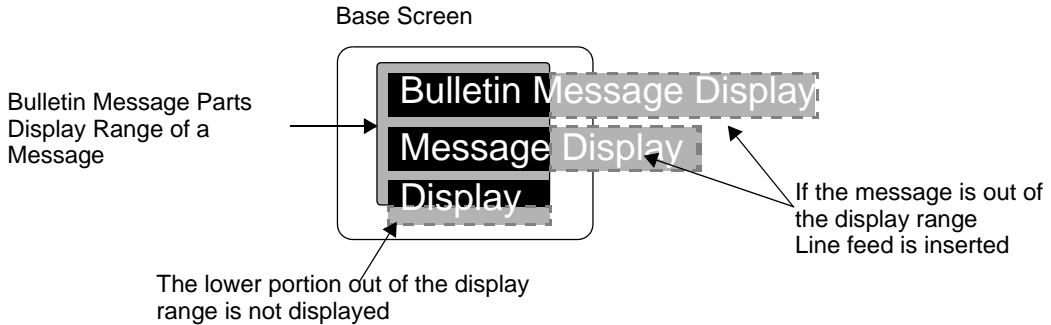 Base Screen
Bulletin Message Display
Bulletin Message Parts
Display Range of a
Message
Message Display
Display
If the message is out of
the display range
Line feed is inserted
The lower portion out of the display
range is not displayed